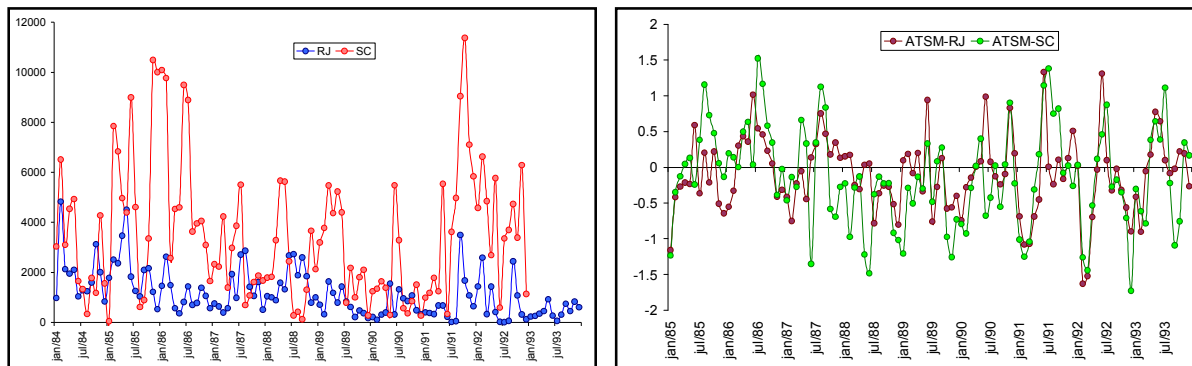 12000
10000
8000
6000
4000
2000
0
RJ SC
jan/84
jul/84
jan/85
jul/85
jan/86
jul/86
jan/87
jul/87
jan/88
jul/88
jan/89
jul/89
jan/90
jul/90
jan/91
jul/91
jan/92
jul/92
jan/93
jul/93
2
1.5
1
0.5
0
-0.5
-1
-1.5
-2
ATSM-RJ ATSM-SC
jan/85
jul/85
jan/86
jul/86
jan/87
jul/87
jan/88
jul/88
jan/89
jul/89
jan/90
jul/90
jan/91
jul/91
jan/92
jul/92
jan/93
jul/93